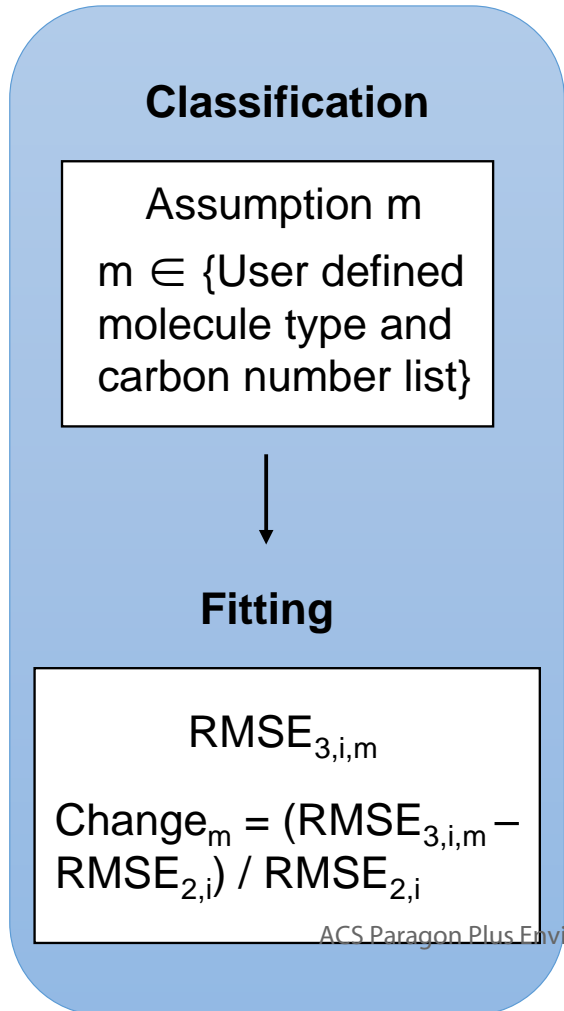 Classification
Assumption m
m ∈ {User defined
molecule type and
carbon number list}
Fitting
RMSE₃,ᵢ,ₘ
Changeₘ = (RMSE₃,ᵢ,ₘ –
RMSE₂,ᵢ) / RMSE₂,ᵢ
ACS Paragon Plus Envi